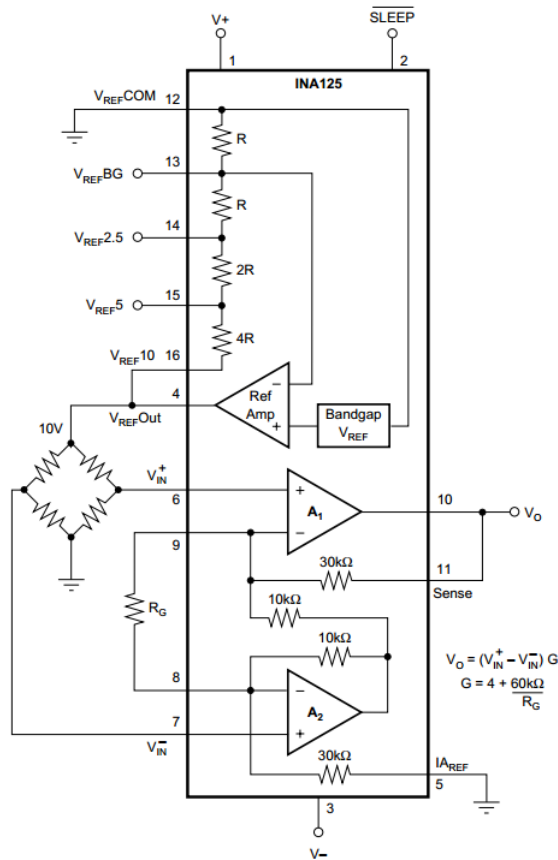 V+
SLEEP
1
2
INA125
VREFCOM
12
R
VREFBG
13
R
VREF2.5
14
2R
VREF5
15
4R
VREF10
16
VREFOut
4
Ref
Amp
−
+
Bandgap
VREF
10V
V+IN
6
+
A1
−
10
VO
9
30kΩ
11
Sense
10kΩ
RG
10kΩ
VO = (V+IN − V−IN) G
G = 4 + 60kΩ
RG
8
−
A2
+
7
V−IN
30kΩ
IAREF
5
3
V−